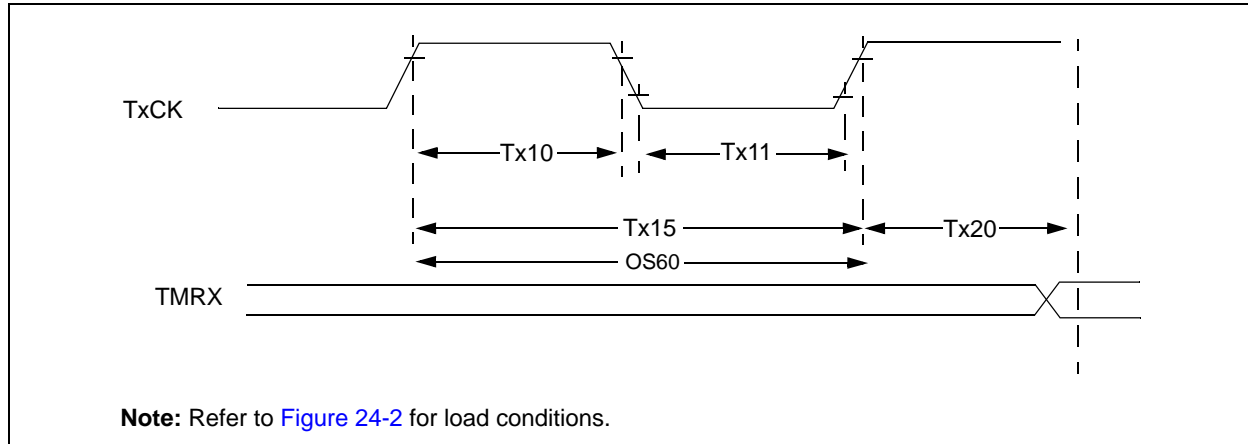 TxCK
Tx10
Tx11
Tx15
Tx20
OS60
TMRX
Note: Refer to Figure 24-2 for load conditions.